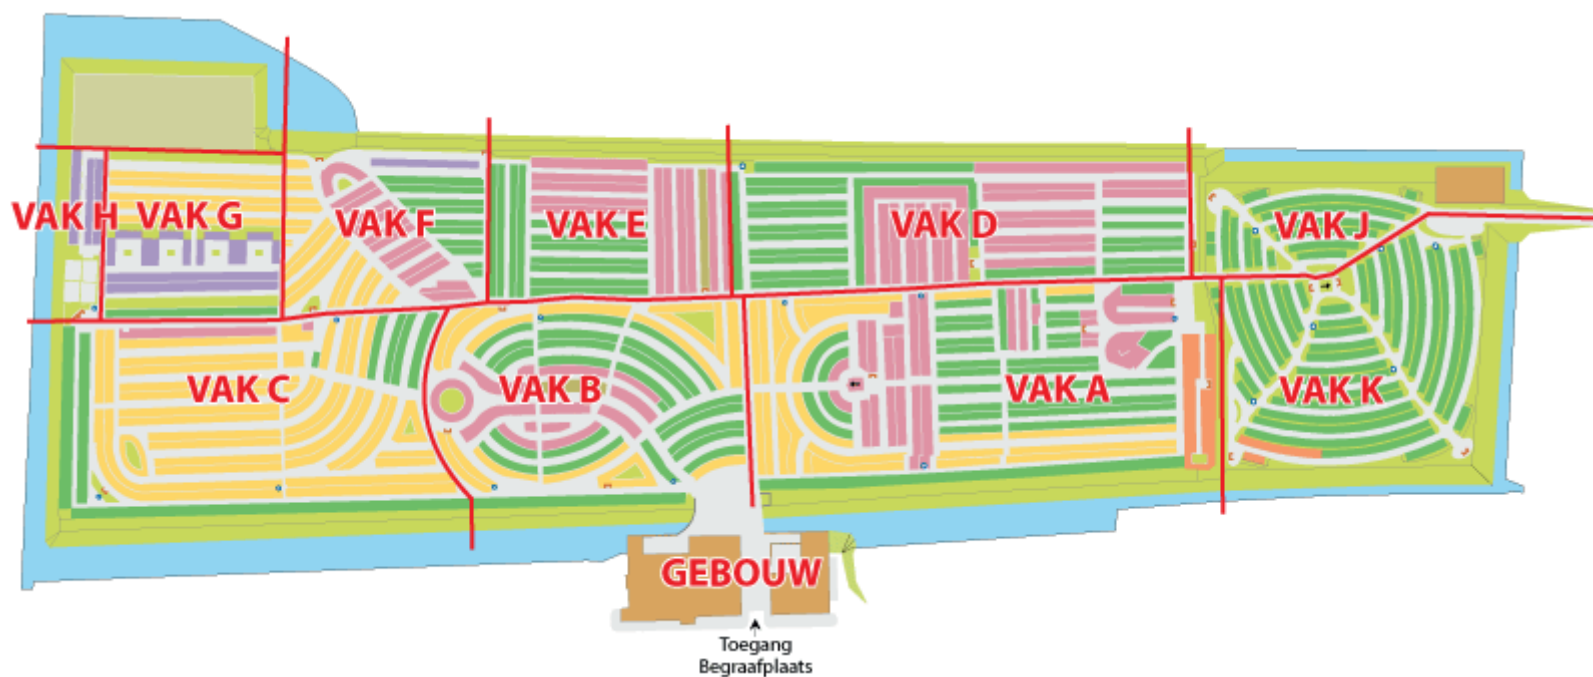 VAK H
VAK G
VAK F
VAK E
VAK D
VAK J
VAK C
VAK B
VAK A
VAK K
GEBOUW
Toegang
Begraafplaats